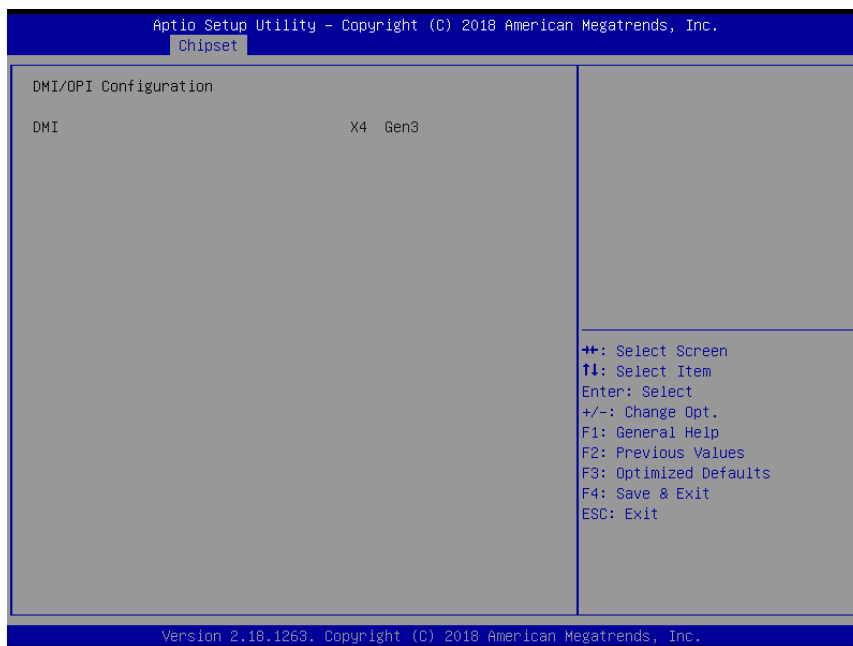 Aptio Setup Utility – Copyright (C) 2018 American Megatrends, Inc.
Chipset
DMI/OPI Configuration
DMI X4 Gen3
→←: Select Screen
↑↓: Select Item
Enter: Select
+/-: Change Opt.
F1: General Help
F2: Previous Values
F3: Optimized Defaults
F4: Save & Exit
ESC: Exit
Version 2.18.1263. Copyright (C) 2018 American Megatrends, Inc.